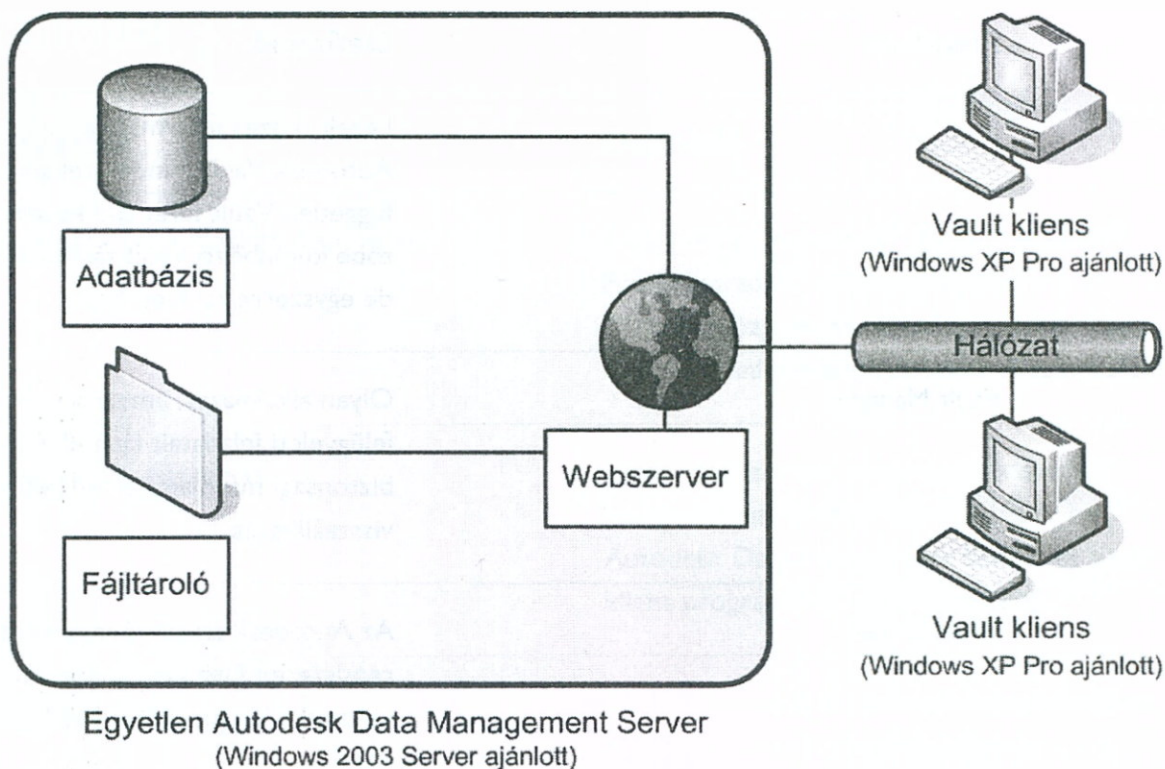 Adatbázis
Fájltároló
Webszerver
Egyetlen Autodesk Data Management Server
(Windows 2003 Server ajánlott)
Vault kliens
(Windows XP Pro ajánlott)
Hálózat
Vault kliens
(Windows XP Pro ajánlott)